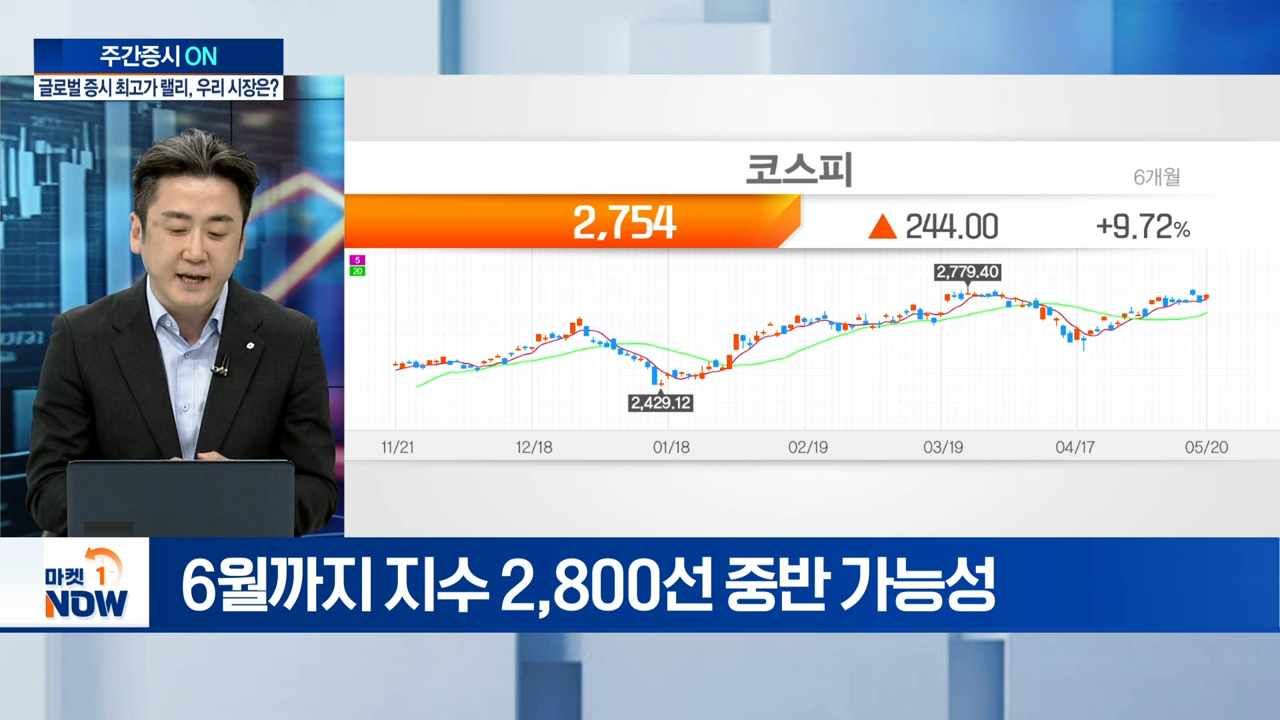 주간증시 ON
글로벌 증시 최고가 랠리, 우리 시장은?
코스피
6개월
2,754
▲ 244.00
+9.72%
5
20
2,779.40
2,429.12
11/21 12/18 01/18 02/19 03/19 04/17 05/20
마켓 1
NOW
6월까지 지수 2,800선 중반 가능성